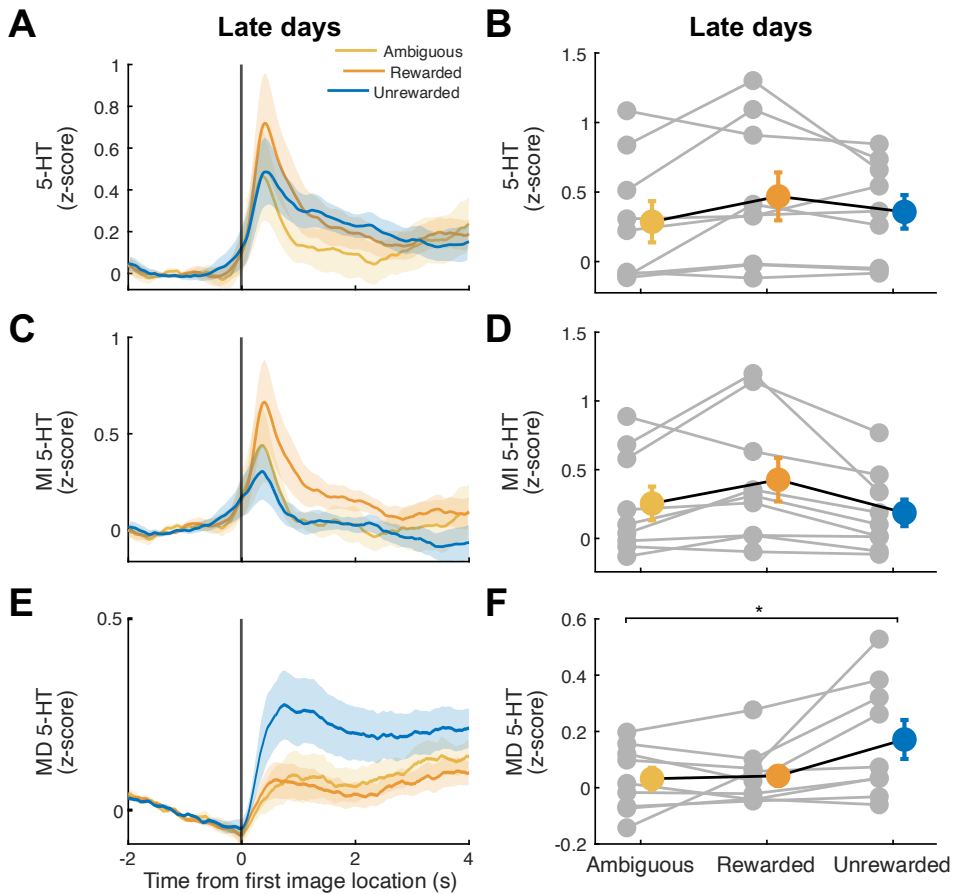 A
Late days
B
Late days
Ambiguous
Rewarded
Unrewarded
5-HT
(z-score)
1
0.8
0.6
0.4
0.2
0
5-HT
(z-score)
1.5
1
0.5
0
C
MI 5-HT
(z-score)
1
0.5
0
D
MI 5-HT
(z-score)
1.5
1
0.5
0
E
MD 5-HT
(z-score)
0.5
0
-2
0
2
4
Time from first image location (s)
F
MD 5-HT
(z-score)
*
0.6
0.4
0.2
0
-0.2
Ambiguous
Rewarded
Unrewarded